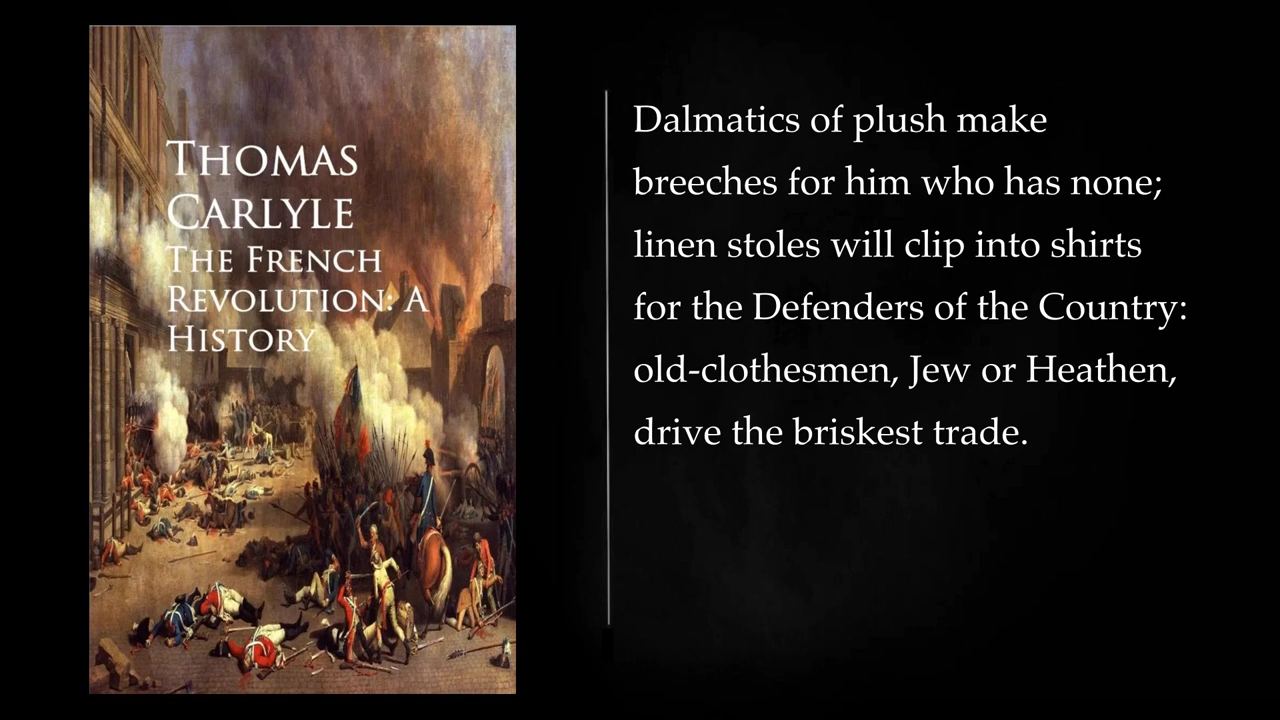 THOMAS
CARLYLE
THE FRENCH
REVOLUTION: A
HISTORY
Dalmatics of plush make
breeches for him who has none;
linen stoles will clip into shirts
for the Defenders of the Country:
old-clothesmen, Jew or Heathen,
drive the briskest trade.